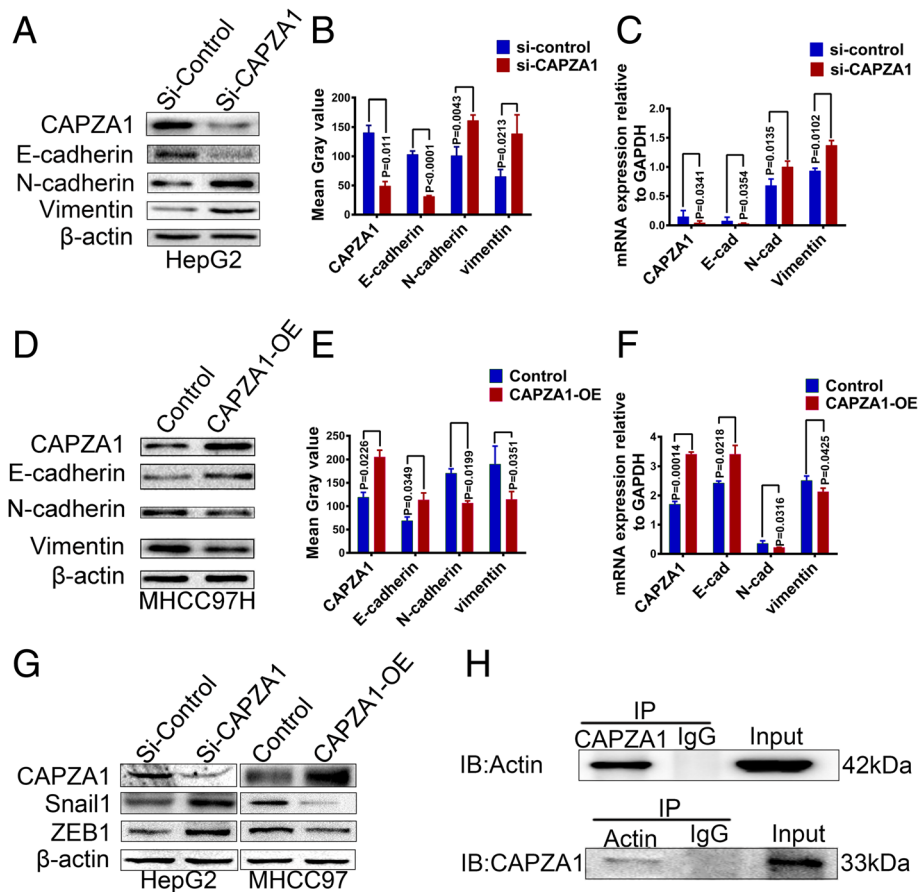 A
Si-Control
Si-CAPZA1
CAPZA1
E-cadherin
N-cadherin
Vimentin
β-actin
HepG2
B
si-control
si-CAPZA1
Mean Gray value
200
150
100
50
0
P=0.011
P<0.0001
P=0.0043
P=0.0213
CAPZA1
E-cadherin
N-cadherin
vimentin
C
si-control
si-CAPZA1
mRNA expression relative
to GAPDH
2.0
1.5
1.0
0.5
0.0
P=0.0341
P=0.0354
P=0.0135
P=0.0102
CAPZA1
E-cad
N-cad
Vimentin
D
Control
CAPZA1-OE
CAPZA1
E-cadherin
N-cadherin
Vimentin
β-actin
MHCC97H
E
Control
CAPZA1-OE
Mean Gray value
250
200
150
100
50
0
P=0.0226
P=0.0349
P=0.0199
P=0.0351
CAPZA1
E-cadherin
N-cadherin
vimentin
F
Control
CAPZA1-OE
mRNA expression relative
to GAPDH
4
3
2
1
0
P=0.00014
P=0.0218
P=0.0316
P=0.0425
CAPZA1
E-cad
N-cad
vimentin
G
Si-Control
Si-CAPZA1
Control
CAPZA1-OE
CAPZA1
Snail1
ZEB1
β-actin
HepG2 MHCC97
H
IP
CAPZA1 IgG Input
IB:Actin 42kDa
IP
Actin IgG Input
IB:CAPZA1 33kDa